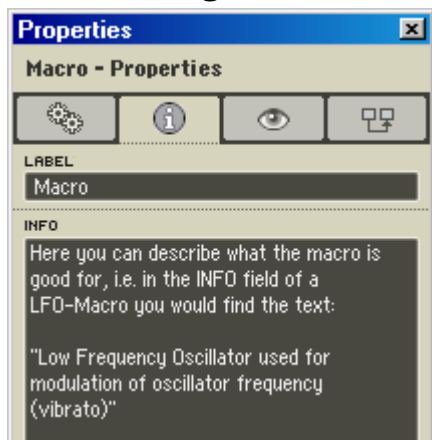 Properties
Macro - Properties
LABEL
Macro
INFO
Here you can describe what the macro is
good for, i.e. in the INFO field of a
LFO-Macro you would find the text:
"Low Frequency Oscillator used for
modulation of oscillator frequency
(vibrato)"